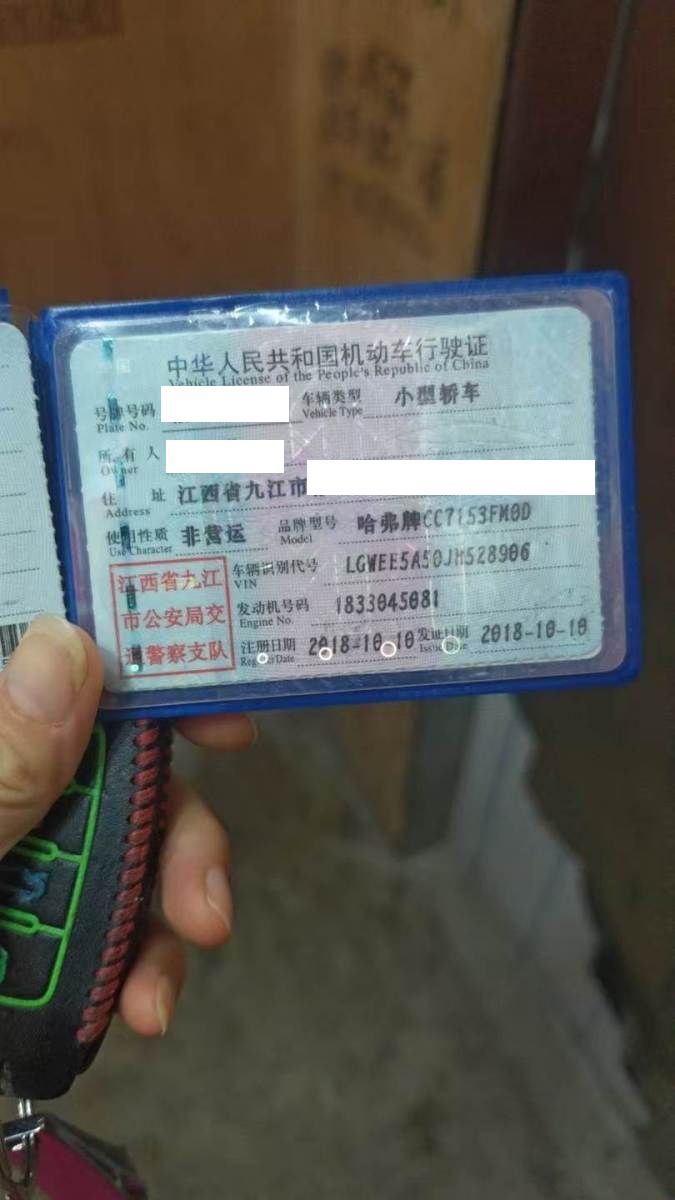 中华人民共和国机动车行驶证
Vehicle License of the People's Republic of China
号牌号码 车辆类型 小型轿车
Plate No. Vehicle Type
所有人
Owner
住址 江西省九江市
Address
使用性质 非营运 品牌型号 哈弗牌CC7153FM0D
Use Character Model
江西省九江
市公安局交
通警察支队
车辆识别代号 LGWEE5A50JH528906
VIN
发动机号码 1833045081
Engine No.
注册日期 2018-10-10 发证日期 2018-10-10
Register Date Issue Date